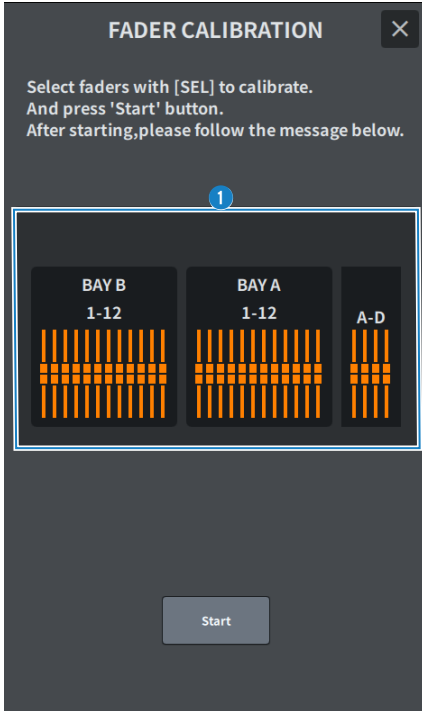 FADER CALIBRATION
Select faders with [SEL] to calibrate.
And press 'Start' button.
After starting,please follow the message below.
1
BAY B
1-12
BAY A
1-12
A-D
Start